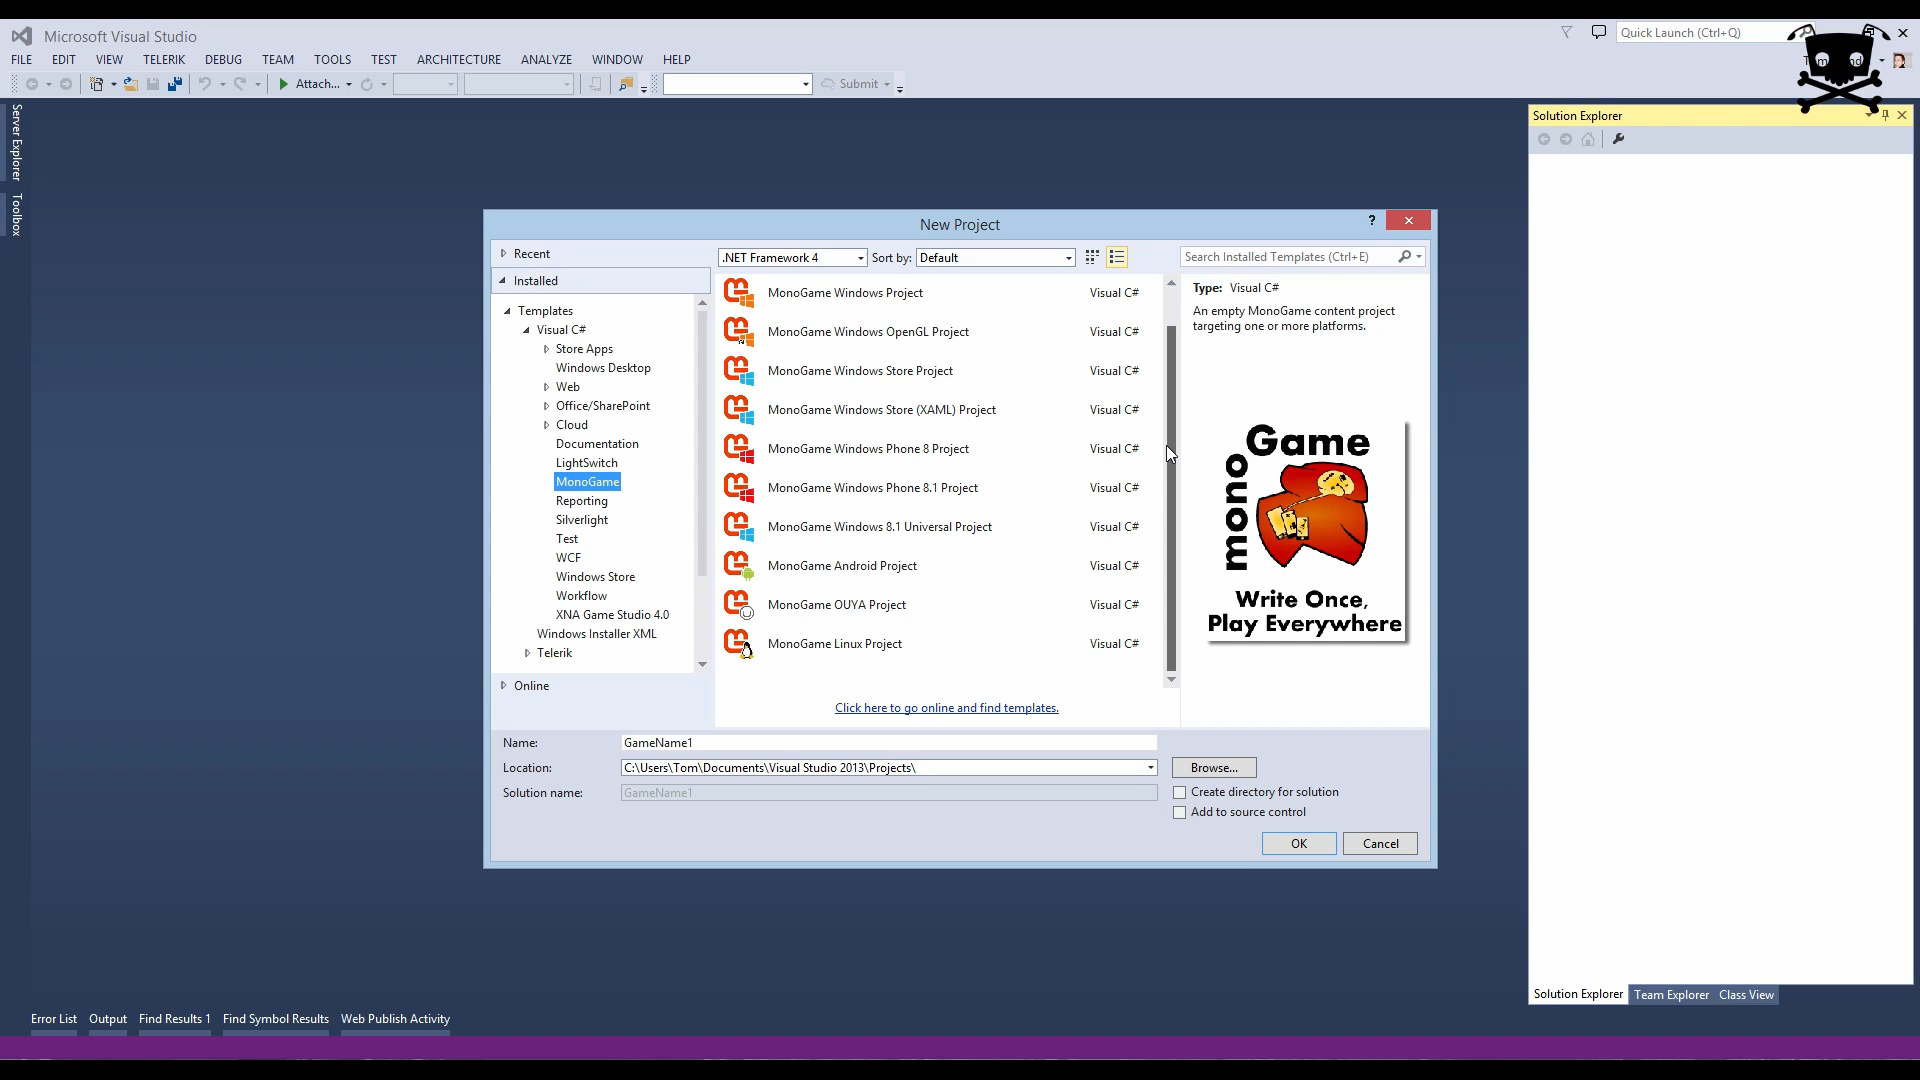 Microsoft Visual Studio
Quick Launch (Ctrl+Q)
FILE EDIT VIEW TELERIK DEBUG TEAM TOOLS TEST ARCHITECTURE ANALYZE WINDOW HELP
Attach...
Submit
Server Explorer
Toolbox
Solution Explorer
New Project
Recent
Installed
Templates
Visual C#
Store Apps
Windows Desktop
Web
Office/SharePoint
Cloud
Documentation
LightSwitch
MonoGame
Reporting
Silverlight
Test
WCF
Windows Store
Workflow
XNA Game Studio 4.0
Windows Installer XML
Telerik
Online
.NET Framework 4 Sort by: Default
Search Installed Templates (Ctrl+E)
MonoGame Windows Project Visual C#
MonoGame Windows OpenGL Project Visual C#
MonoGame Windows Store Project Visual C#
MonoGame Windows Store (XAML) Project Visual C#
MonoGame Windows Phone 8 Project Visual C#
MonoGame Windows Phone 8.1 Project Visual C#
MonoGame Windows 8.1 Universal Project Visual C#
MonoGame Android Project Visual C#
MonoGame OUYA Project Visual C#
MonoGame Linux Project Visual C#
Click here to go online and find templates.
Type: Visual C#
An empty MonoGame content project
targeting one or more platforms.
mono
Game
Write Once,
Play Everywhere
Name: GameName1
Location: C:\Users\Tom\Documents\Visual Studio 2013\Projects\
Browse...
Solution name: GameName1
Create directory for solution
Add to source control
OK Cancel
Solution Explorer Team Explorer Class View
Error List Output Find Results 1 Find Symbol Results Web Publish Activity